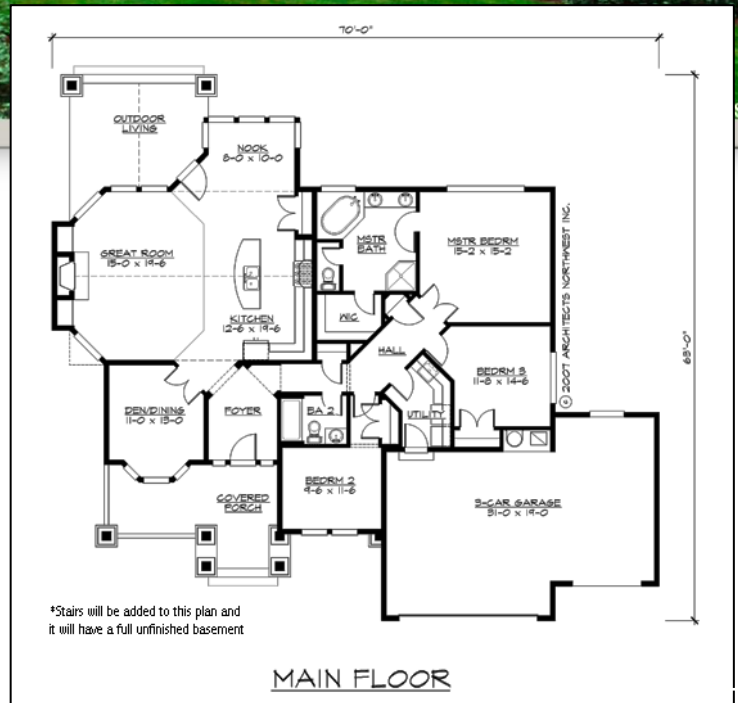 70'-0"
OUTDOOR
LIVING
NOOK
8-0 x 10-0
GREAT ROOM
15-0 x 19-6
KITCHEN
12-6 x 19-6
MSTR
BATH
MSTR BEDRM
15-2 x 15-2
WIC
HALL
BEDRM 3
11-8 x 14-6
© 2007 ARCHITECTS NORTHWEST INC.
63'-0"
DEN/DINING
11-0 x 13-0
FOYER
BA 2
UTILITY
BEDRM 2
9-6 x 11-6
COVERED
PORCH
3-CAR GARAGE
31-0 x 19-0
*Stairs will be added to this plan and
it will have a full unfinished basement
MAIN FLOOR